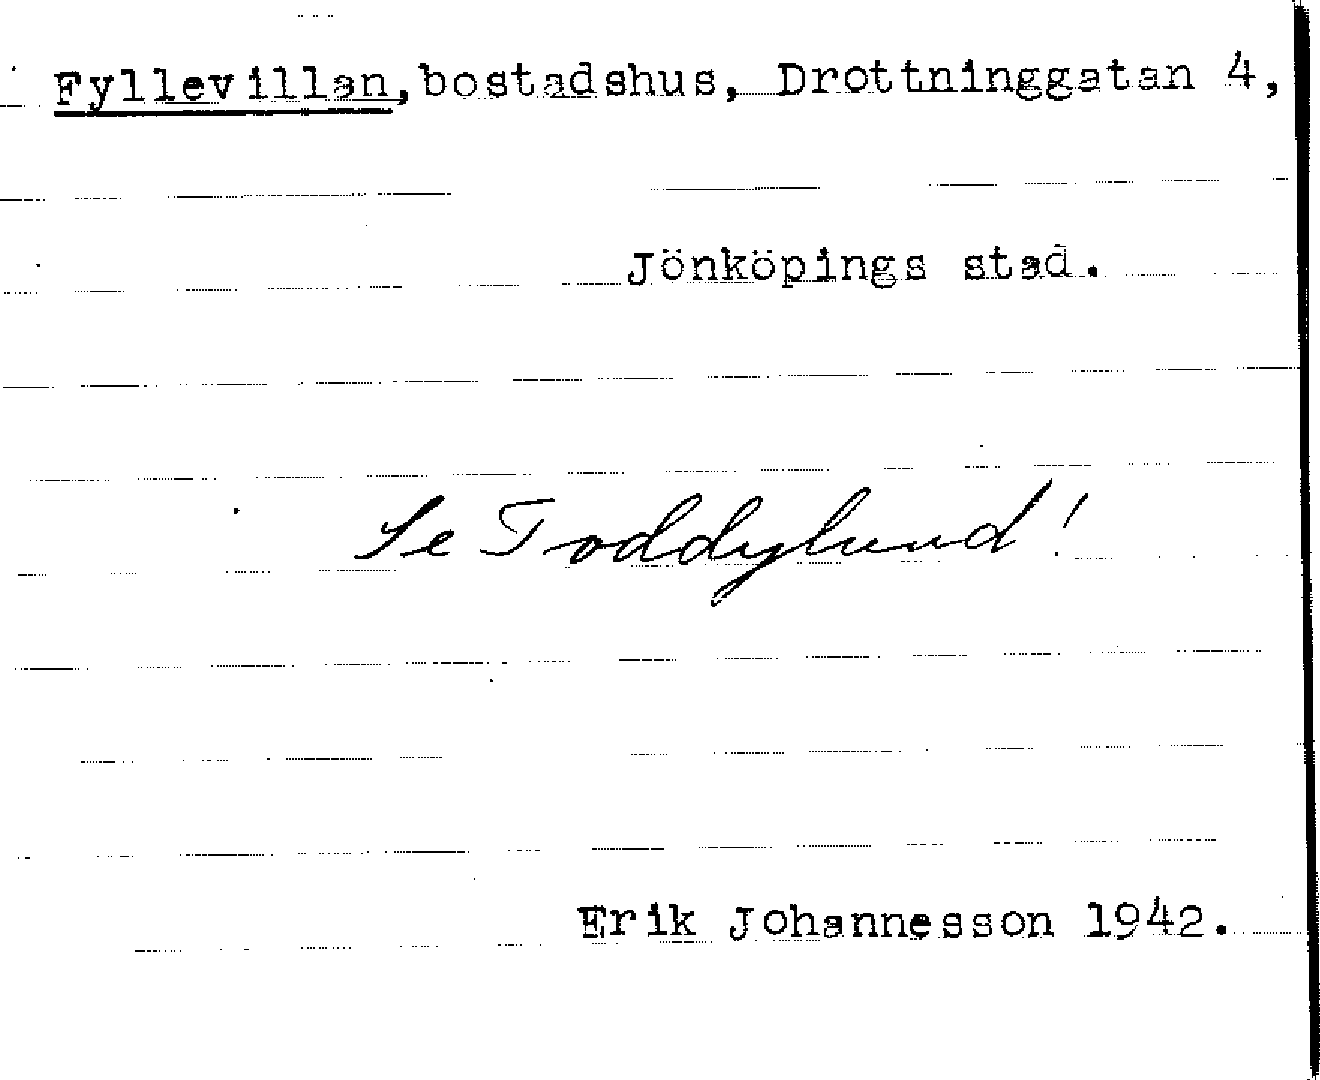 Fyllevillan, bostadshus, Drottninggatan 4,
Jönköpings stad.
Se Toddylund!
Erik Johannesson 1942.